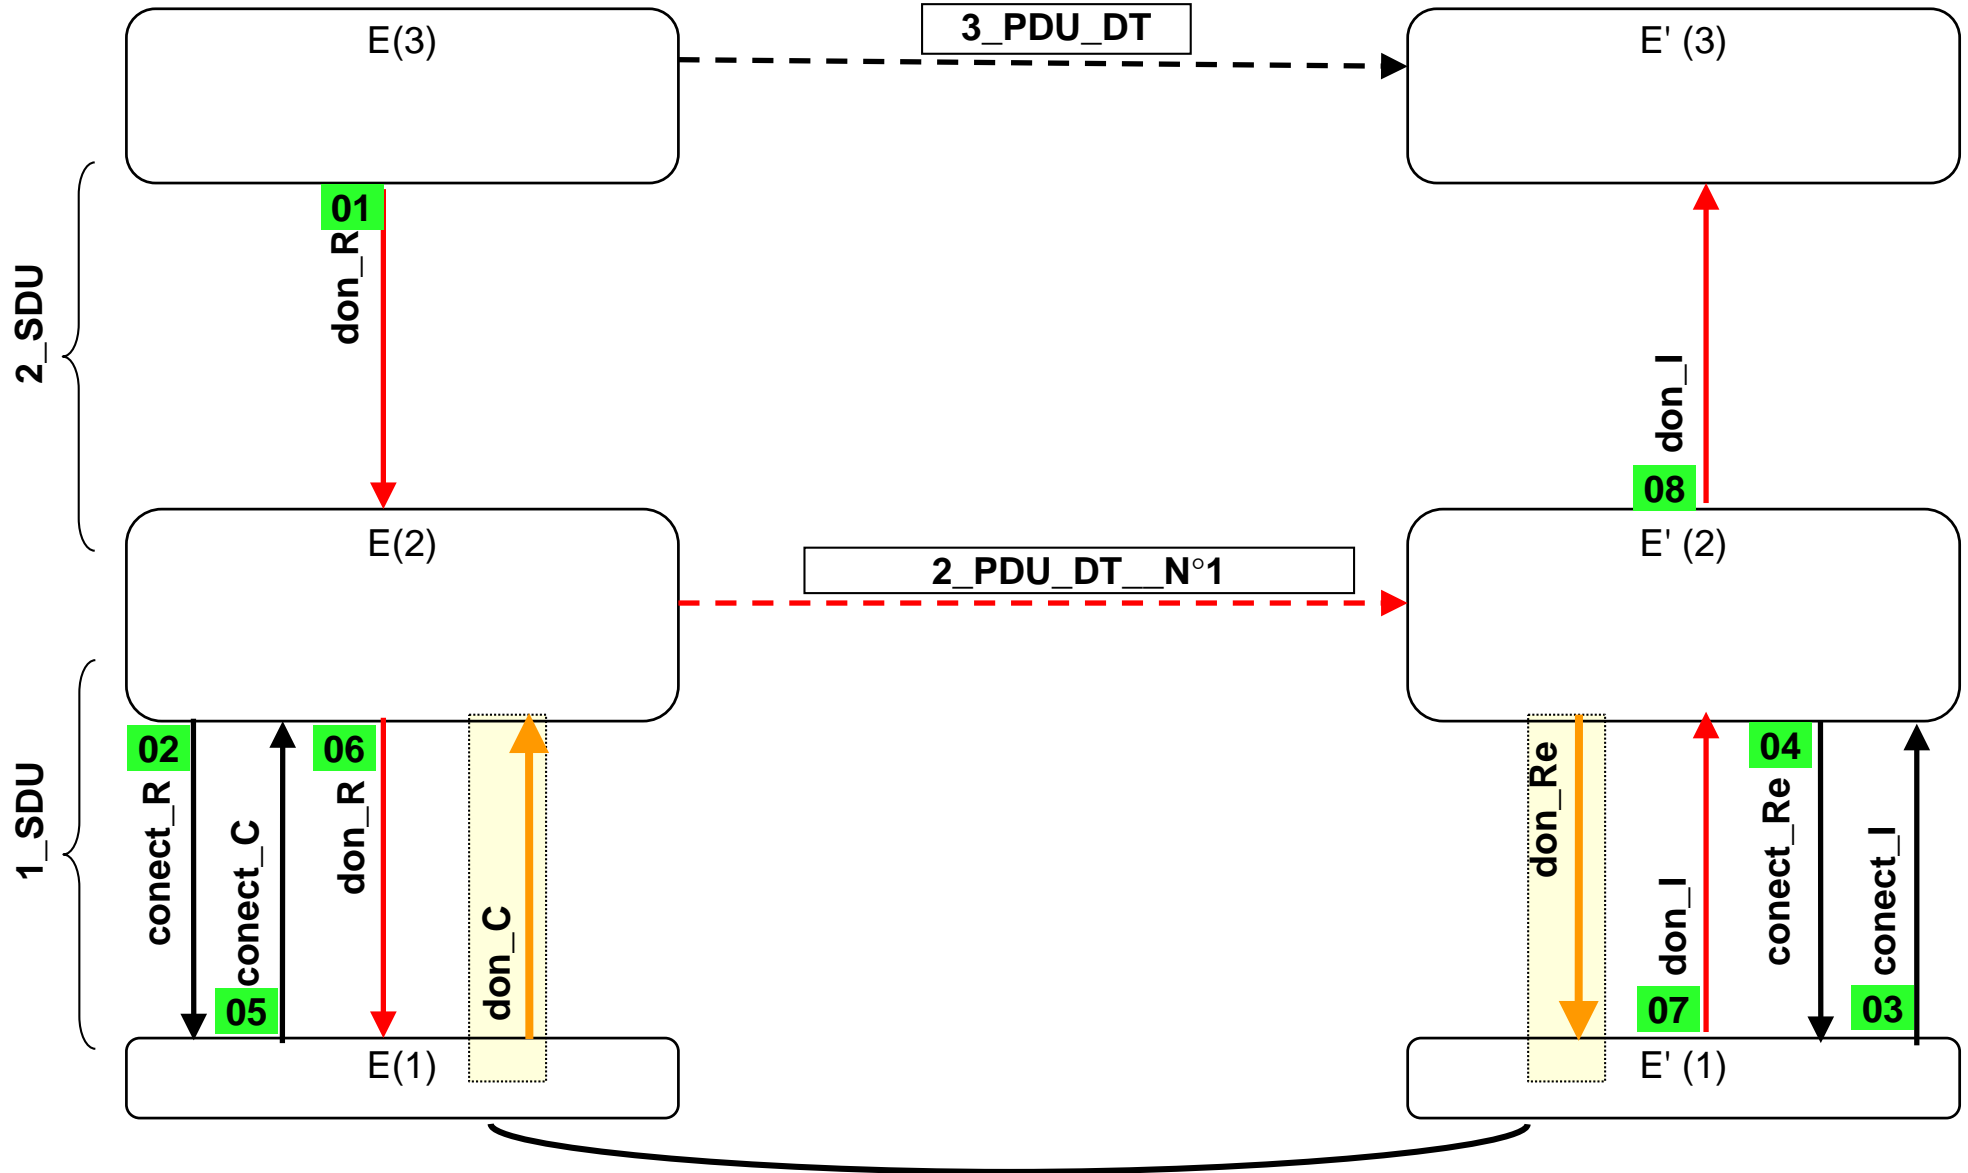 E(3)
3_PDU_DT
E' (3)
01
don_R
2_SDU
don_I
08
E(2)
2_PDU_DT__N°1
E' (2)
02
conect_R
05
conect_C
06
don_R
don_C
1_SDU
don_Re
07
don_I
04
conect_Re
03
conect_I
E(1)
E' (1)